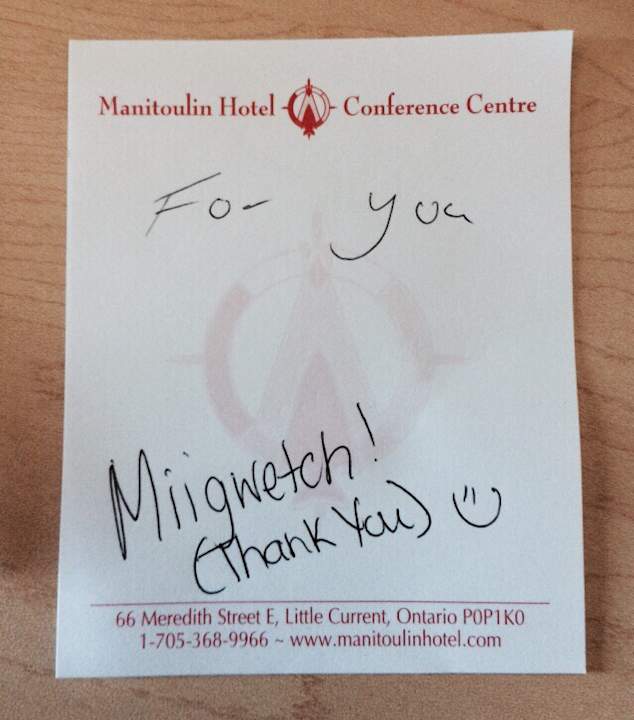 Manitoulin Hotel Conference Centre
For you
Miigwetch!
(Thank You)
66 Meredith Street E, Little Current, Ontario P0P1K0
1-705-368-9966 ~ www.manitoulinhotel.com